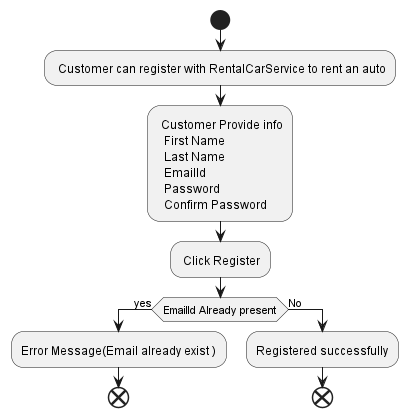 Customer can register with RentalCarService to rent an auto
Customer Provide info
First Name
Last Name
EmailId
Password
Confirm Password
Click Register
yes
EmailId Already present
No
Error Message(Email already exist )
Registered successfully